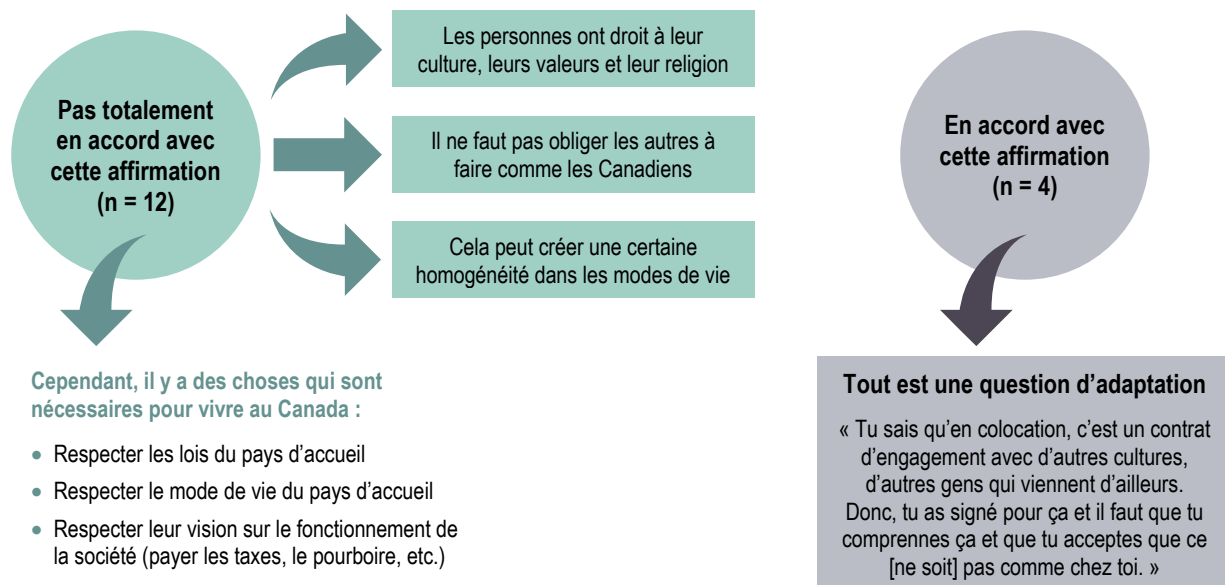 Pas totalement
en accord avec
cette affirmation
(n = 12)
Les personnes ont droit à leur
culture, leurs valeurs et leur religion
Il ne faut pas obliger les autres à
faire comme les Canadiens
Cela peut créer une certaine
homogénéité dans les modes de vie
Cependant, il y a des choses qui sont
nécessaires pour vivre au Canada :
• Respecter les lois du pays d’accueil
• Respecter le mode de vie du pays d’accueil
• Respecter leur vision sur le fonctionnement de
la société (payer les taxes, le pourboire, etc.)
En accord avec
cette affirmation
(n = 4)
Tout est une question d’adaptation
« Tu sais qu’en colocation, c’est un contrat
d’engagement avec d’autres cultures,
d’autres gens qui viennent d’ailleurs.
Donc, tu as signé pour ça et il faut que tu
comprennes ça et que tu acceptes que ce
[ne soit] pas comme chez toi. »